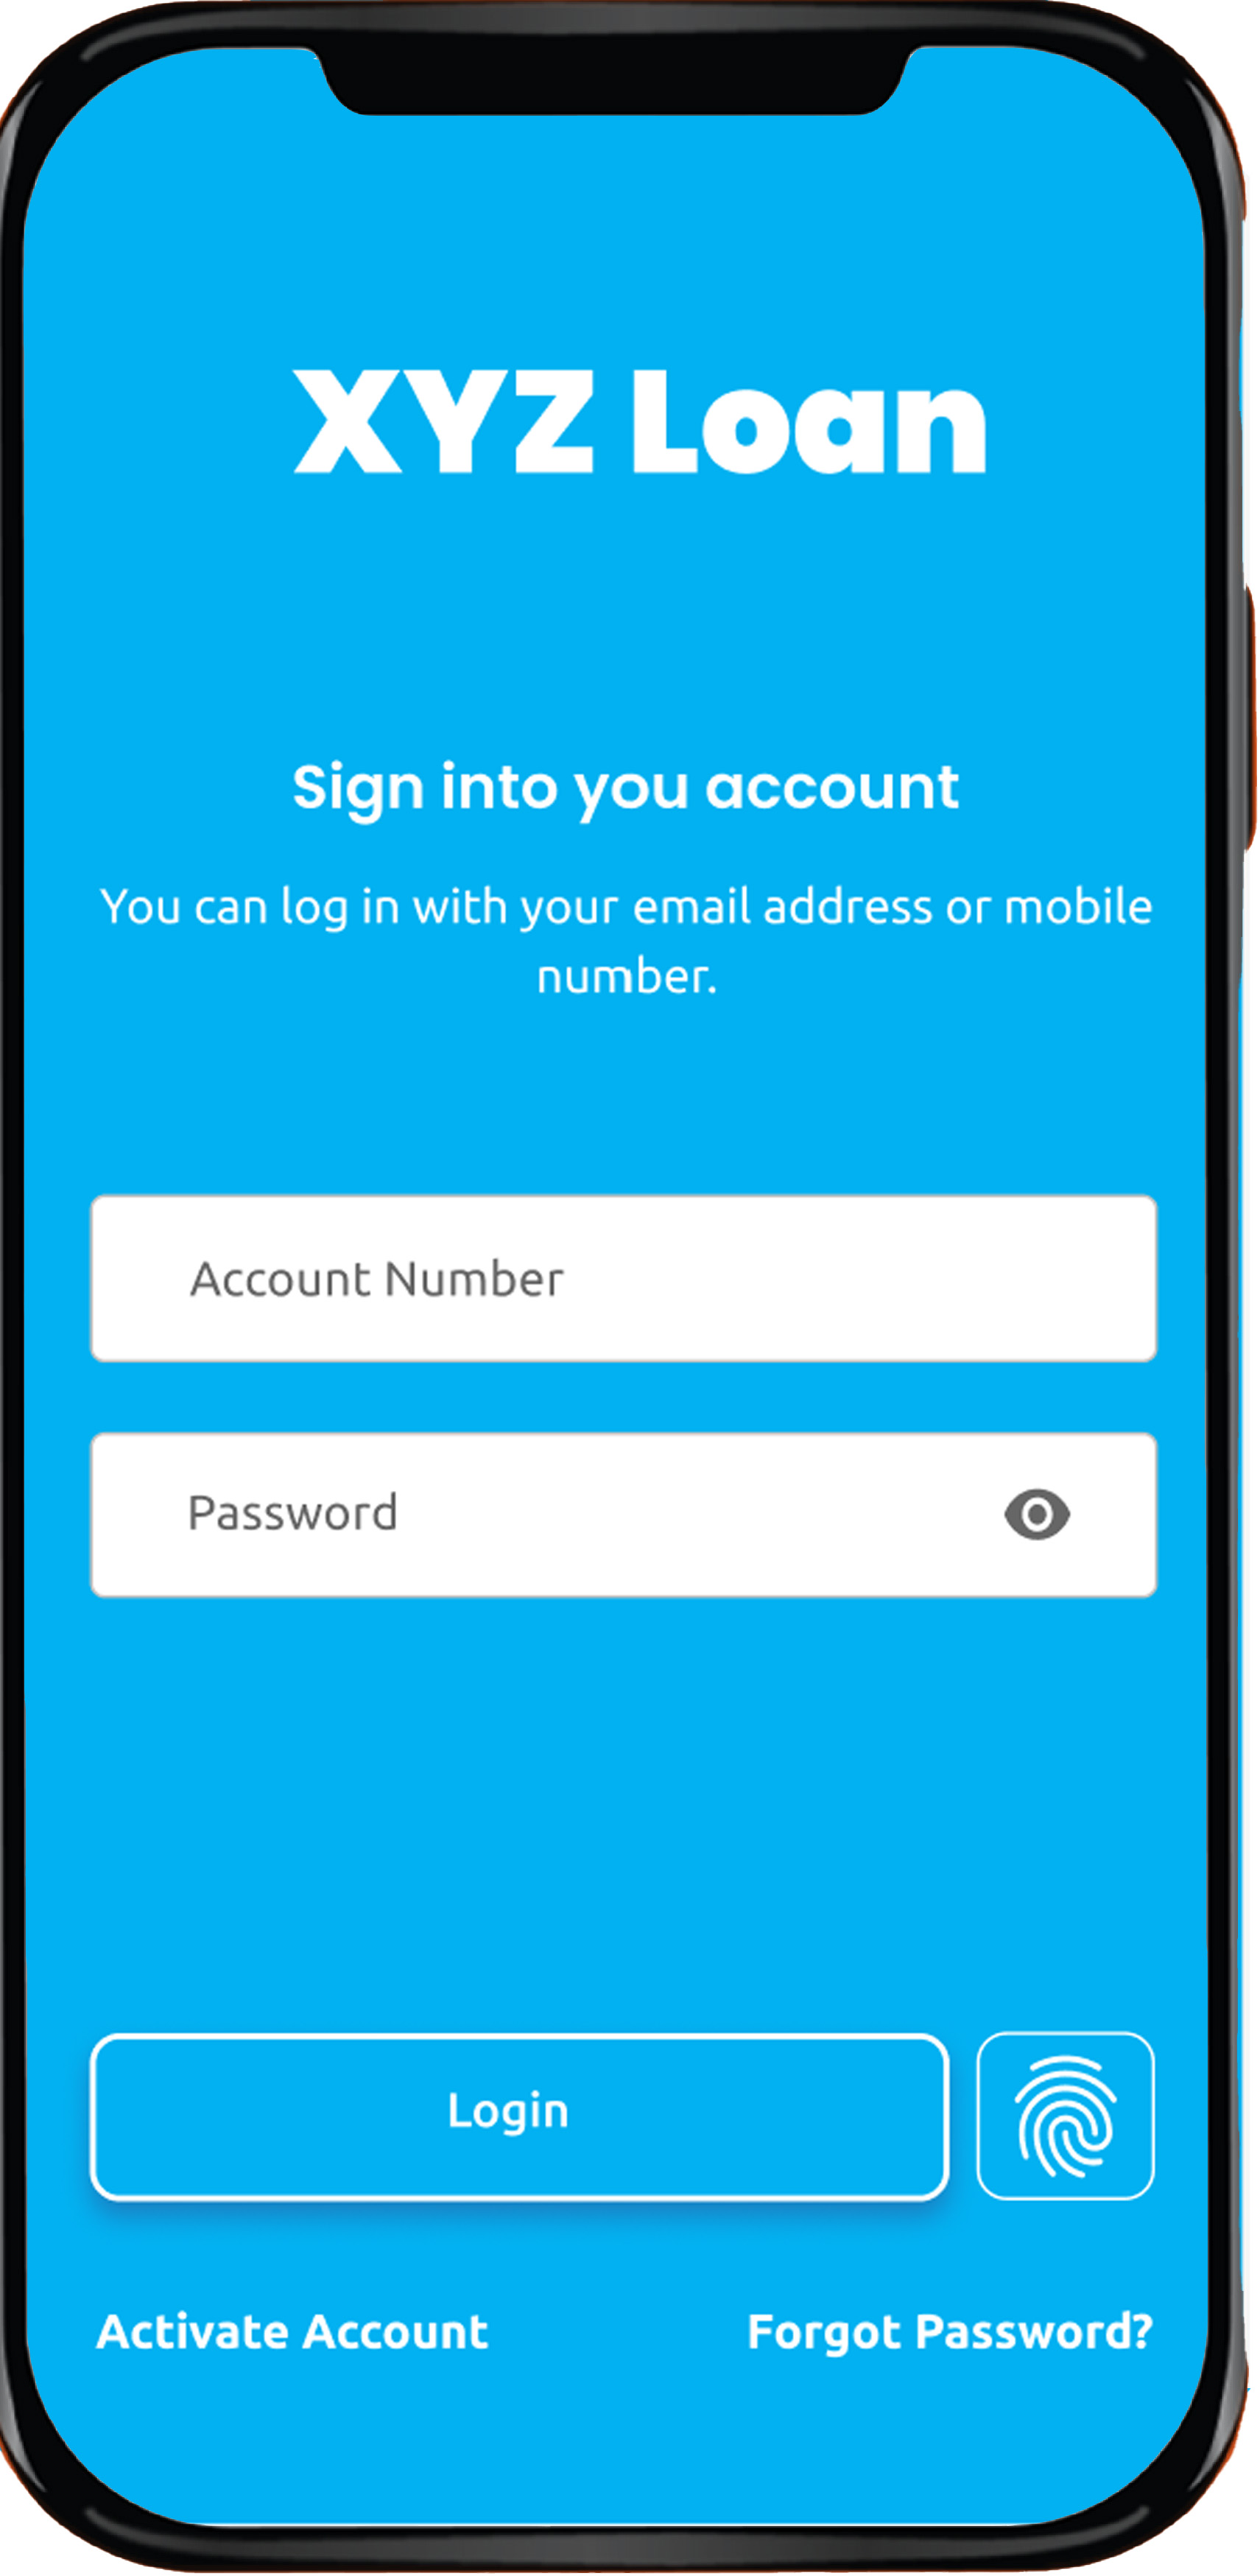 XYZ Loan
Sign into you account
You can log in with your email address or mobile
number.
Account Number
Password
Login
Activate Account
Forgot Password?